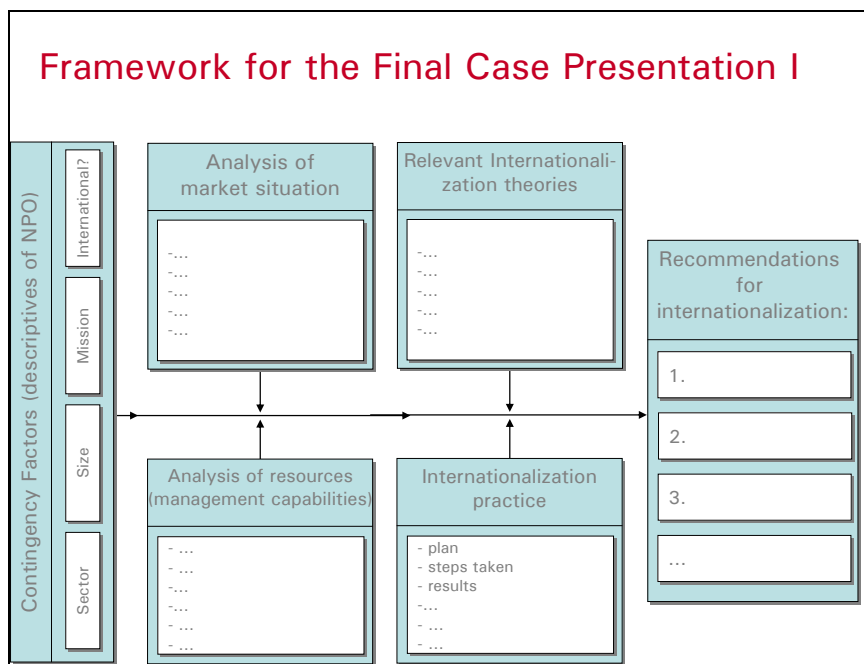 Framework for the Final Case Presentation I
Contingency Factors (descriptives of NPO)
International?
Mission
Size
Sector
Analysis of
market situation
-...
-...
-...
-...
-...
Relevant Internationali-
zation theories
-...
-...
-...
-...
-...
Analysis of resources
(management capabilities)
- ...
- ...
-...
-...
- ...
- ...
Internationalization
practice
- plan
- steps taken
- results
-...
- ...
- ...
Recommendations
for
internationalization:
1.
2.
3.
...